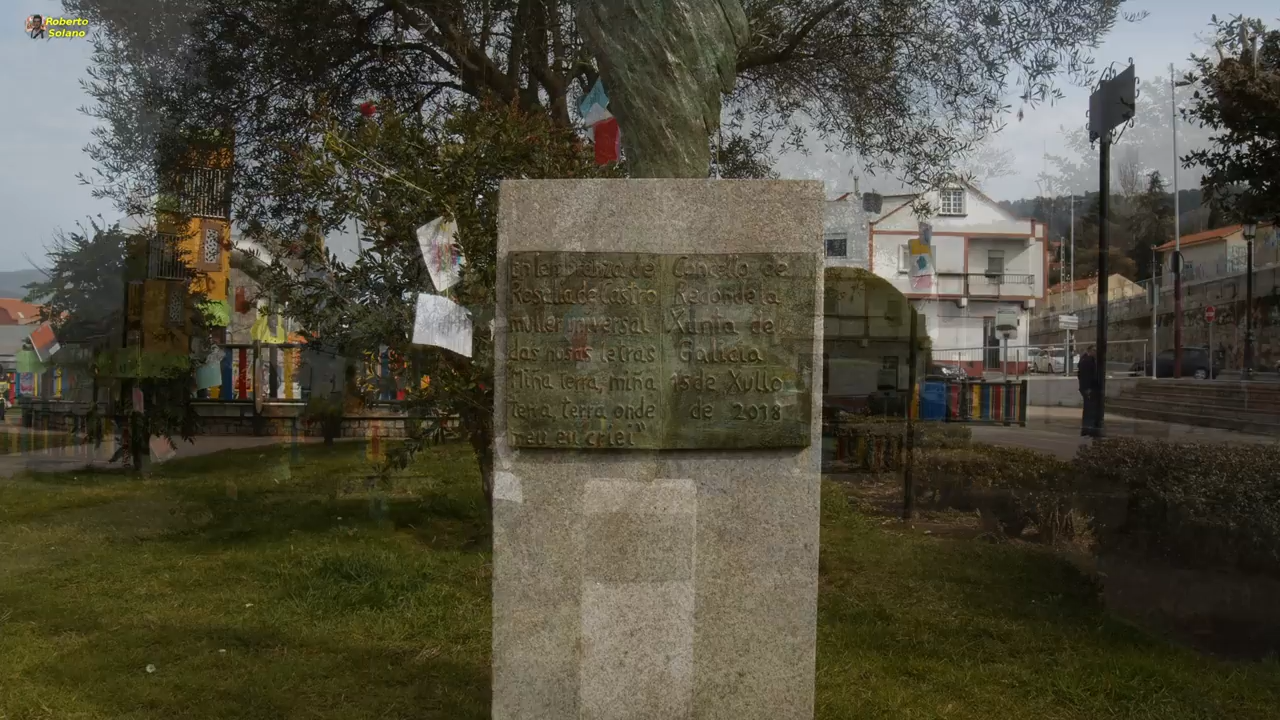 Roberto
Solano
En lembranza de
Rosalía de Castro
muller universal
das nosas letras
"Miña terra, miña
terra, terra onde
meu eu criei"
Concello de
Redondela
Xunta de
Galicia
15 de Xullo
de 2018